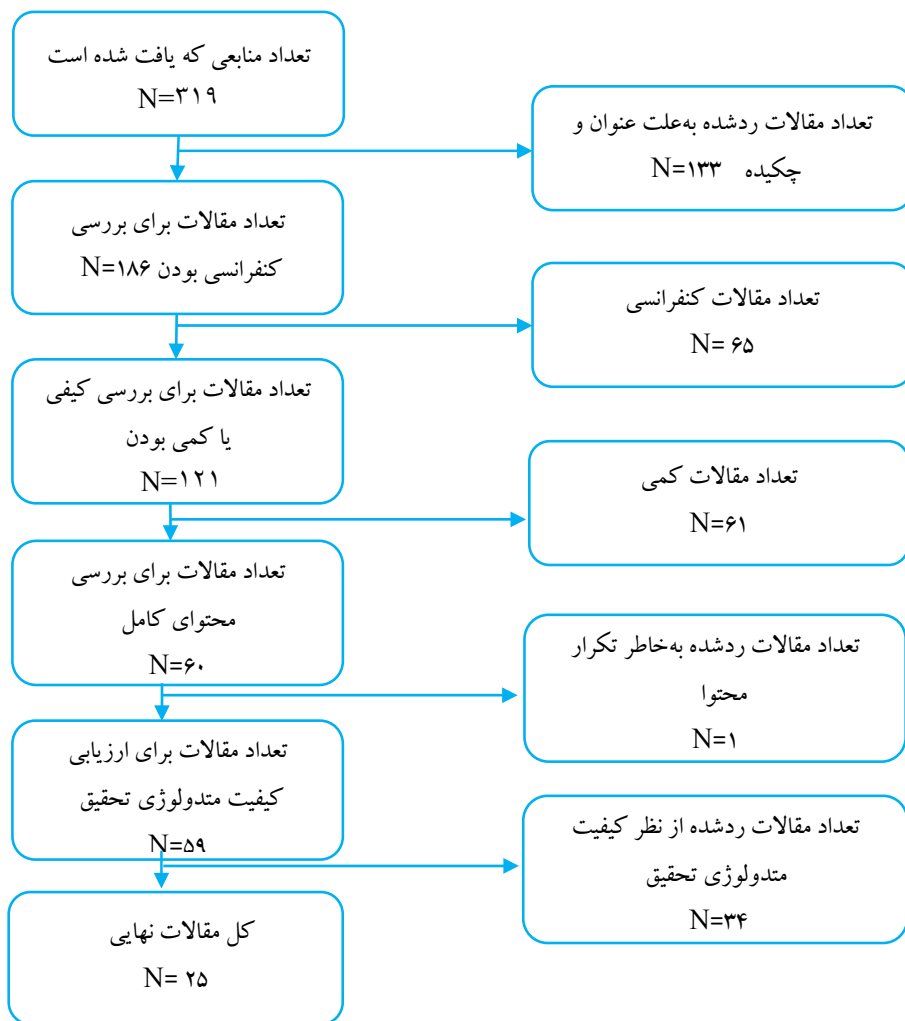 تعداد منابعی که یافت شده است
N=۳۱۹
تعداد مقالات ردشده به‌علت عنوان و
چکیده N=۱۳۳
تعداد مقالات برای بررسی
کنفرانسی بودن N=۱۸۶
تعداد مقالات کنفرانسی
N= ۶۵
تعداد مقالات برای بررسی کیفی
یا کمی بودن
N=۱۲۱
تعداد مقالات کمی
N=۶۱
تعداد مقالات برای بررسی
محتوای کامل
N=۶۰
تعداد مقالات ردشده به‌خاطر تکرار
محتوا
N=۱
تعداد مقالات برای ارزیابی
کیفیت متدولوژی تحقیق
N=۵۹
تعداد مقالات ردشده از نظر کیفیت
متدولوژی تحقیق
N=۳۴
کل مقالات نهایی
N= ۲۵